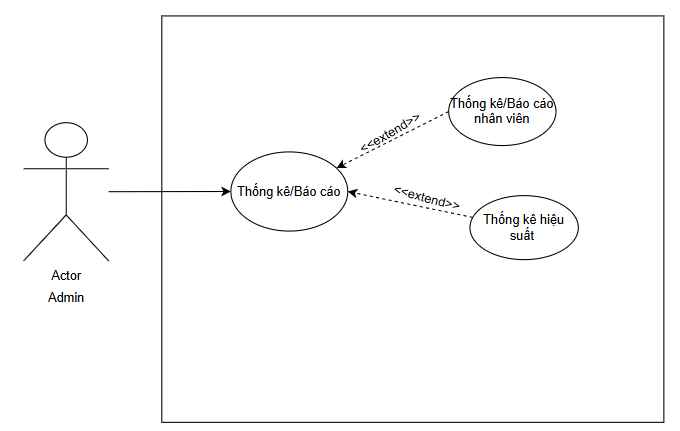 Thống kê/Báo cáo
nhân viên
<<extend>>
Thống kê/Báo cáo
<<extend>>
Thống kê hiệu
suất
Actor
Admin